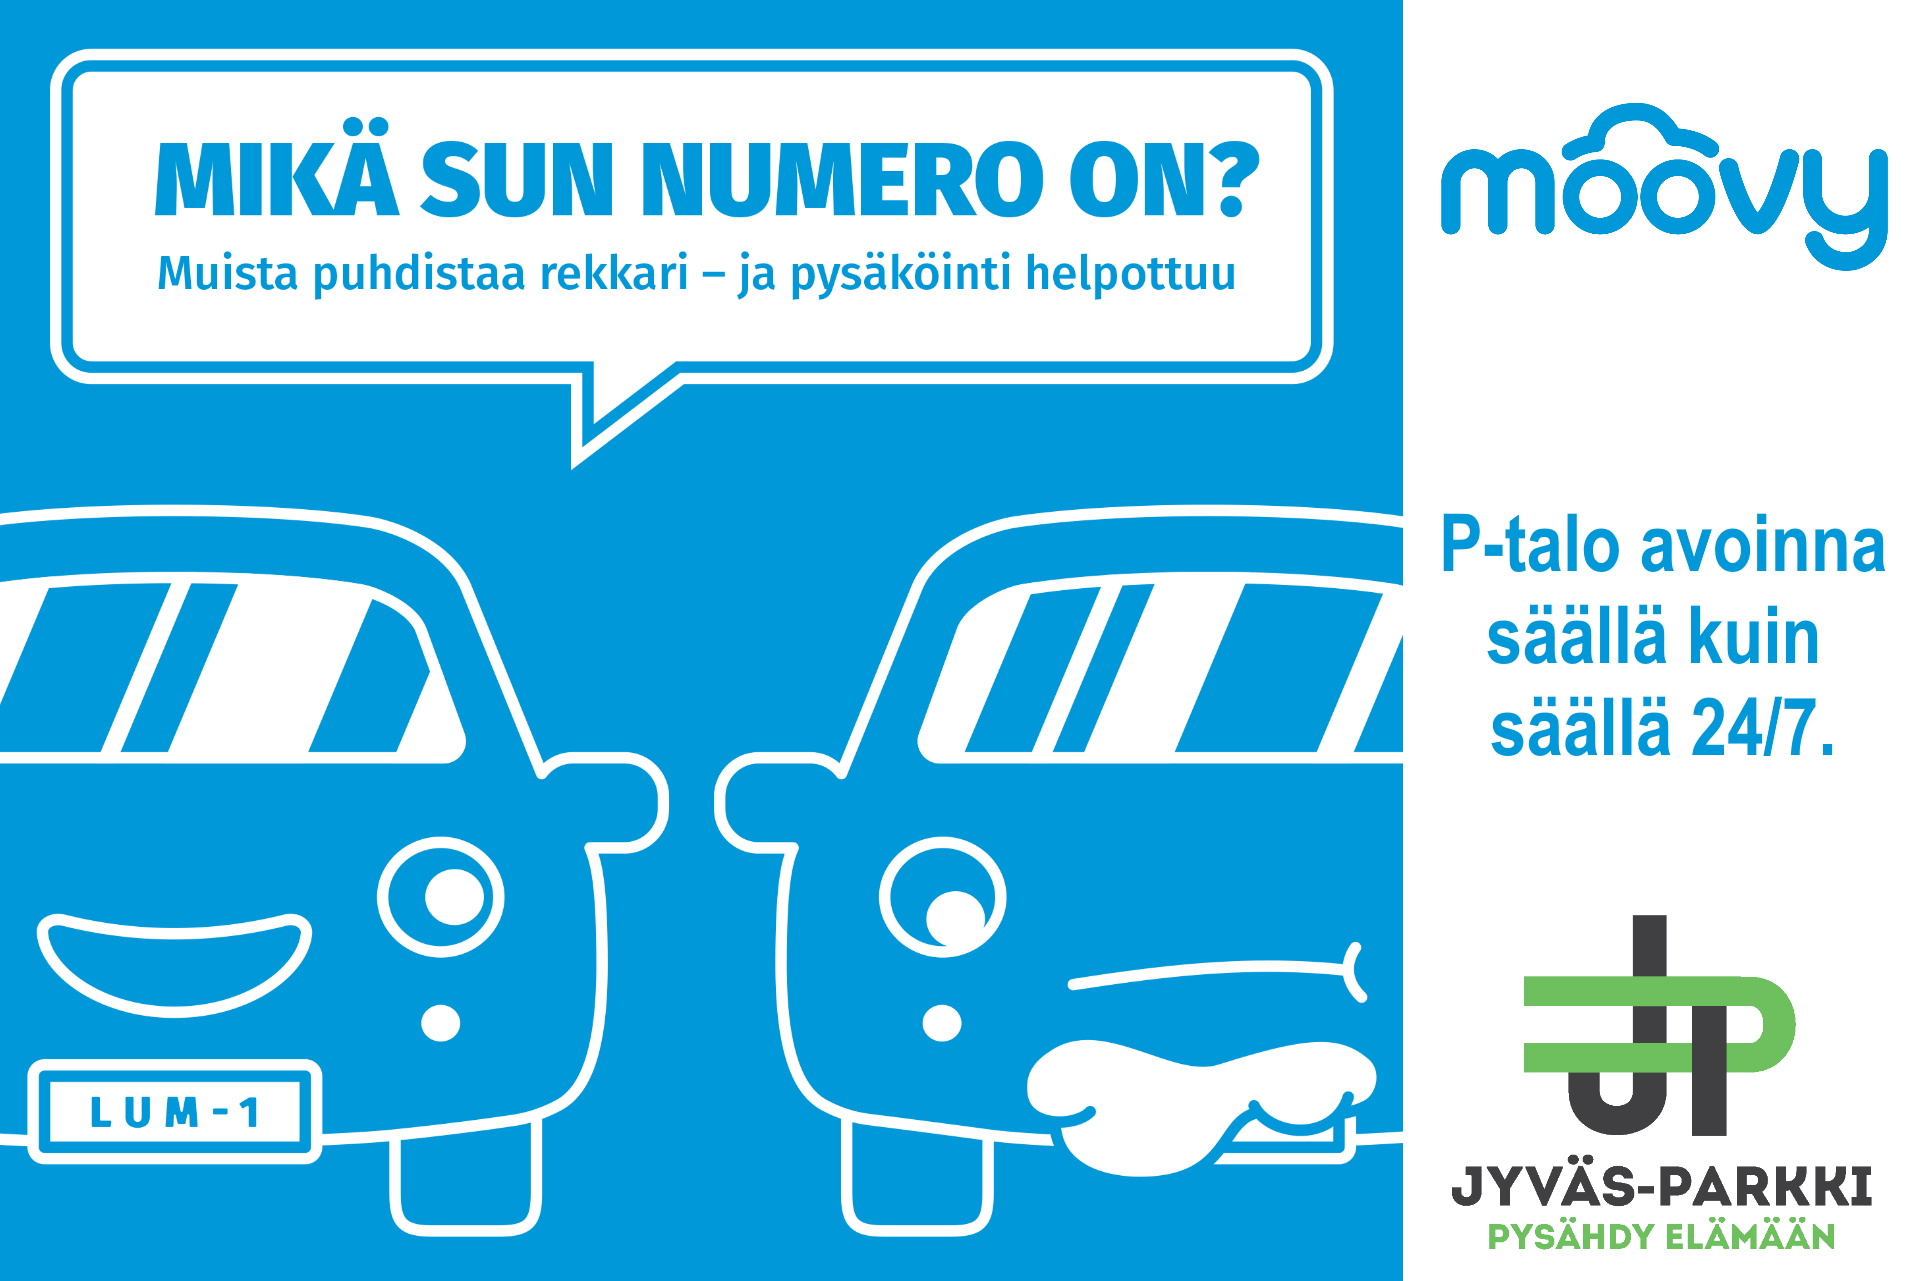 MIKÄ SUN NUMERO ON?
Muista puhdistaa rekkari – ja pysäköinti helpottuu
LUM-1
moovy
P-talo avoinna
säällä kuin
säällä 24/7.
JP
JYVÄS-PARKKI
PYSÄHDY ELÄMÄÄN